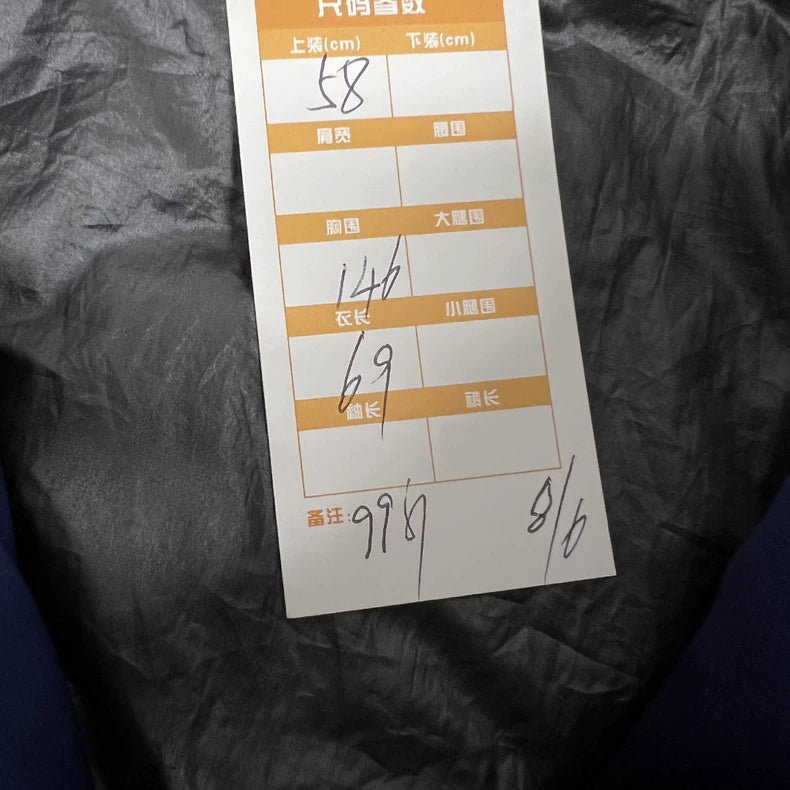 尺码参数
上装(cm) 下装(cm)
58
肩宽 腰围
胸围 大腿围
146
衣长 小腿围
69
袖长 裤长
备注: 8/6